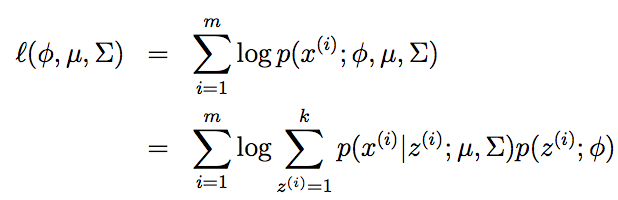 ℓ(ϕ, μ, Σ) = ∑_{i=1}^{m} log p(x^{(i)}; ϕ, μ, Σ)
= ∑_{i=1}^{m} log ∑_{z^{(i)}=1}^{k} p(x^{(i)}|z^{(i)}; μ, Σ)p(z^{(i)}; ϕ)